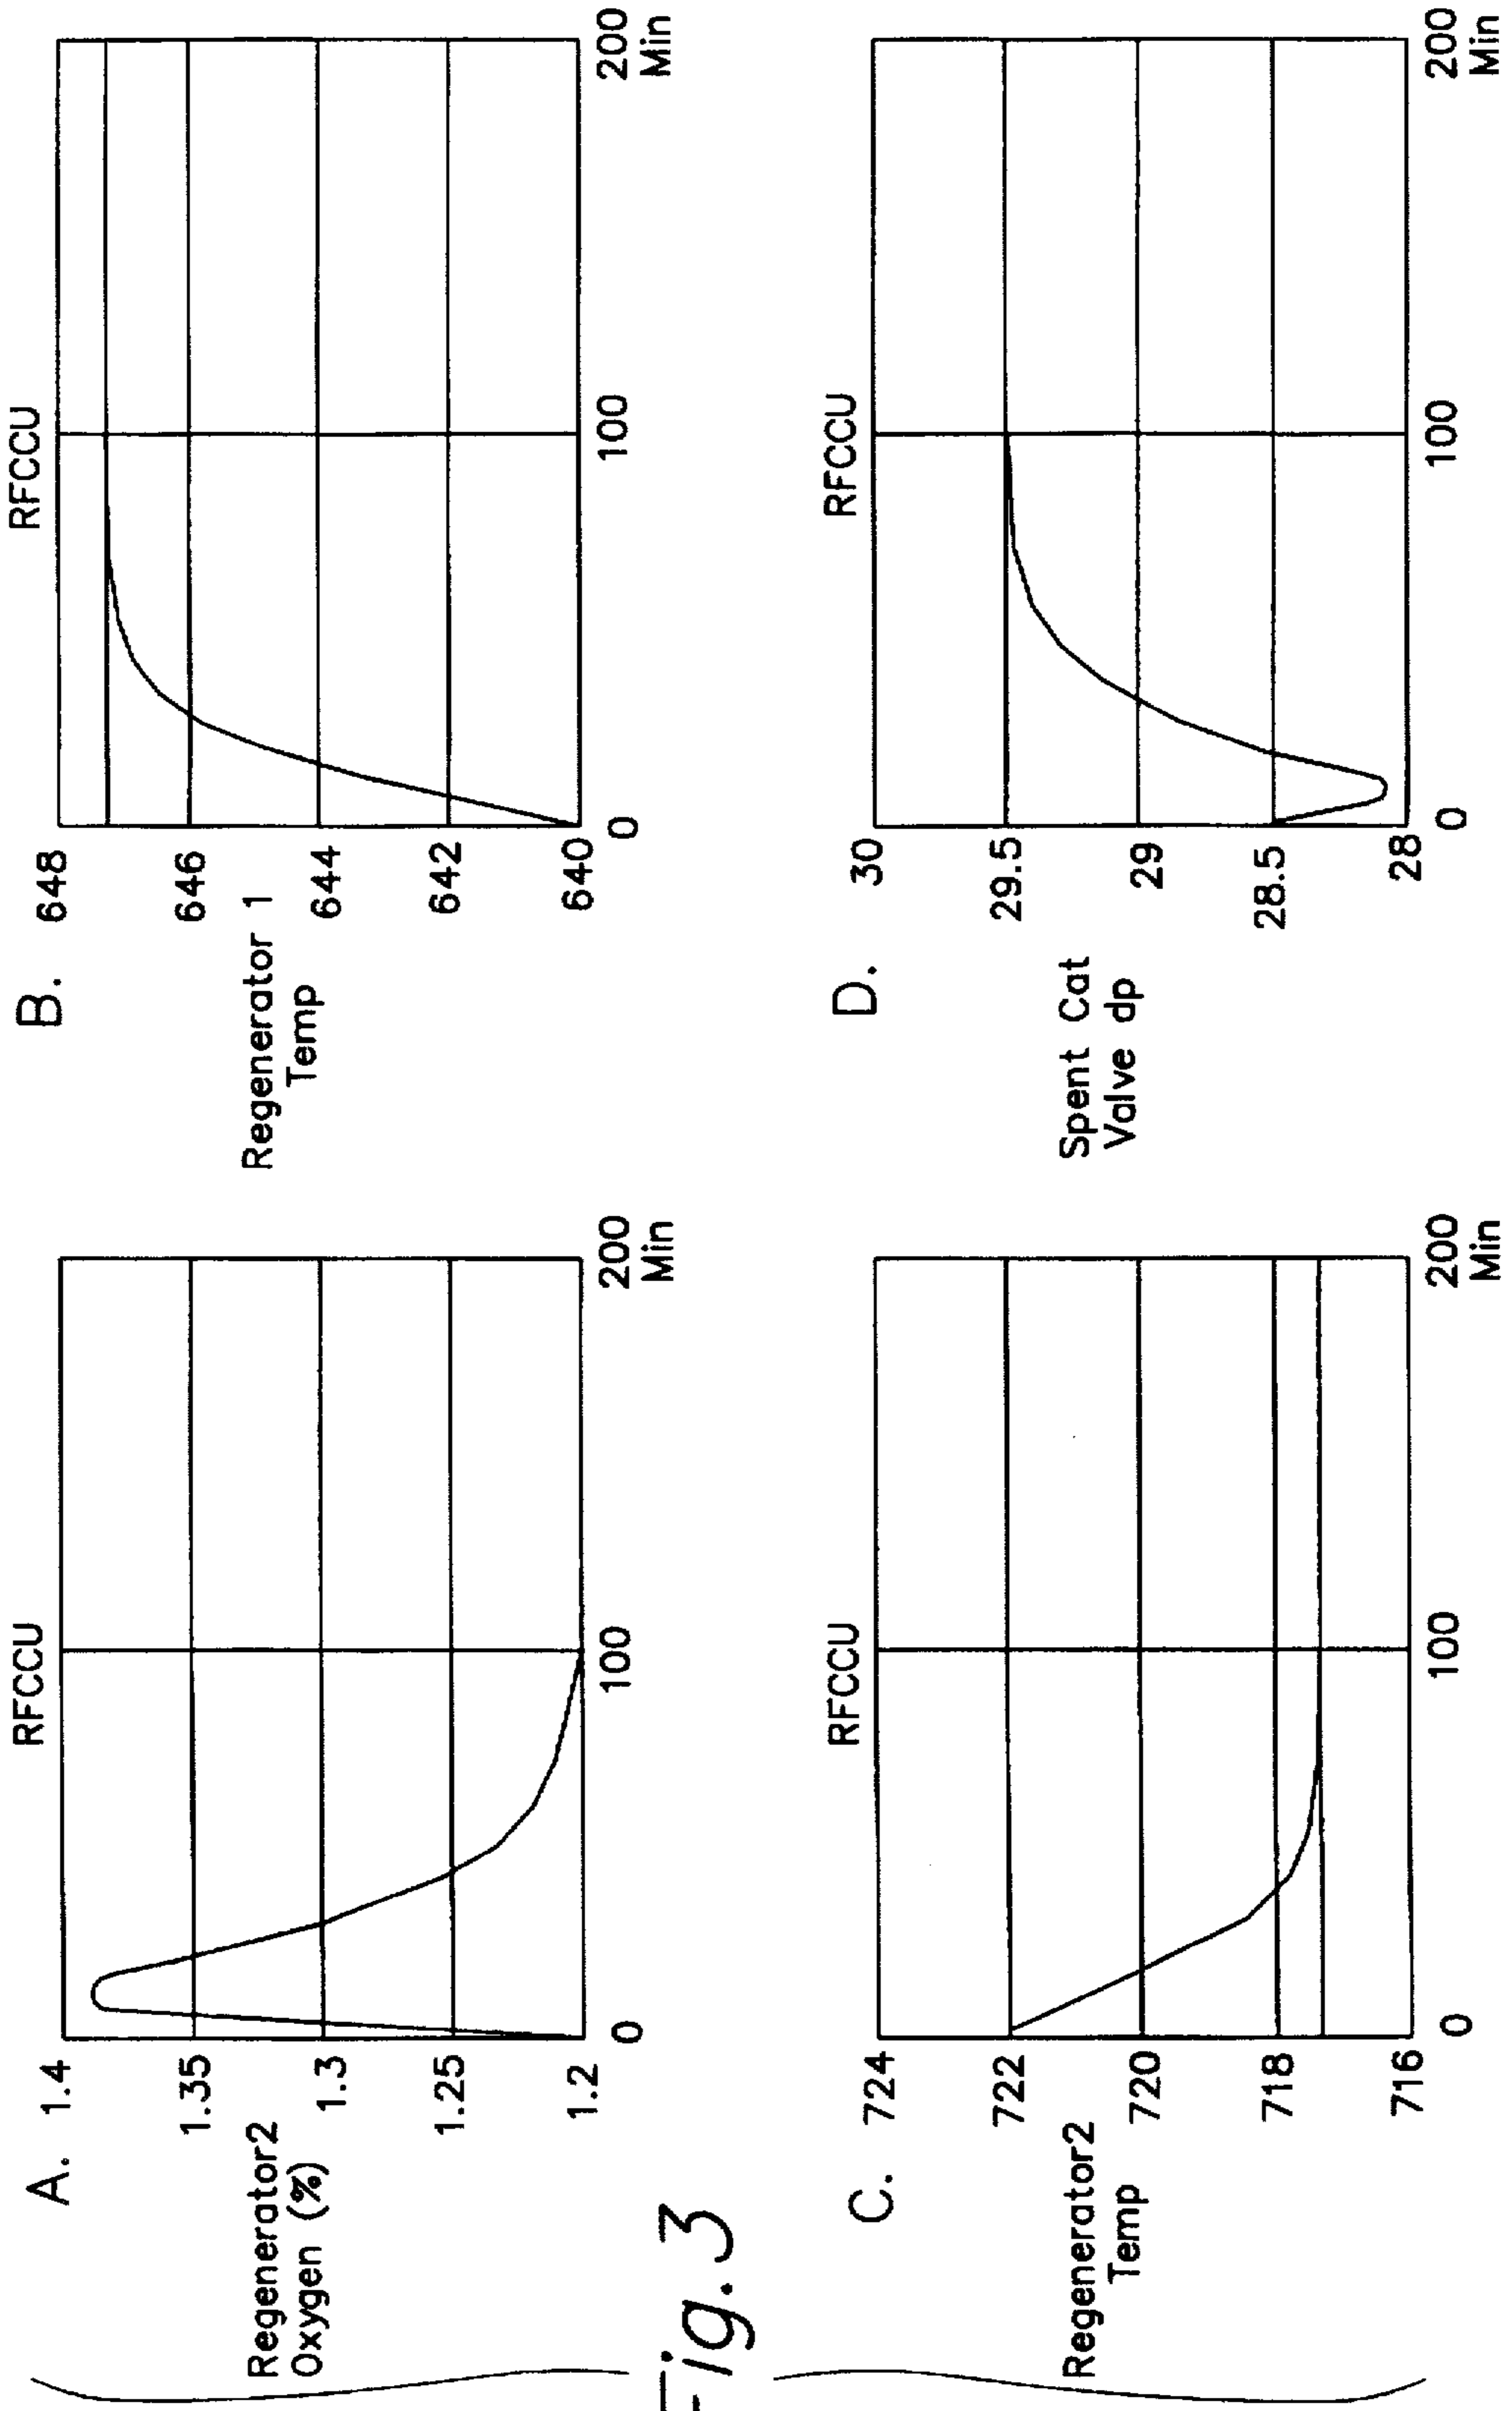 A.
RFCCU
1.4
1.35
1.3
1.25
1.2
Regenerator2
Oxygen (%)
0
100
200
Min
B.
RFCCU
648
646
644
642
640
Regenerator 1
Temp
0
100
200
Min
C.
RFCCU
724
722
720
718
716
Regenerator2
Temp
0
100
200
Min
D.
RFCCU
30
29.5
29
28.5
28
Spent Cat
Valve dp
0
100
200
Min
Fig. 3